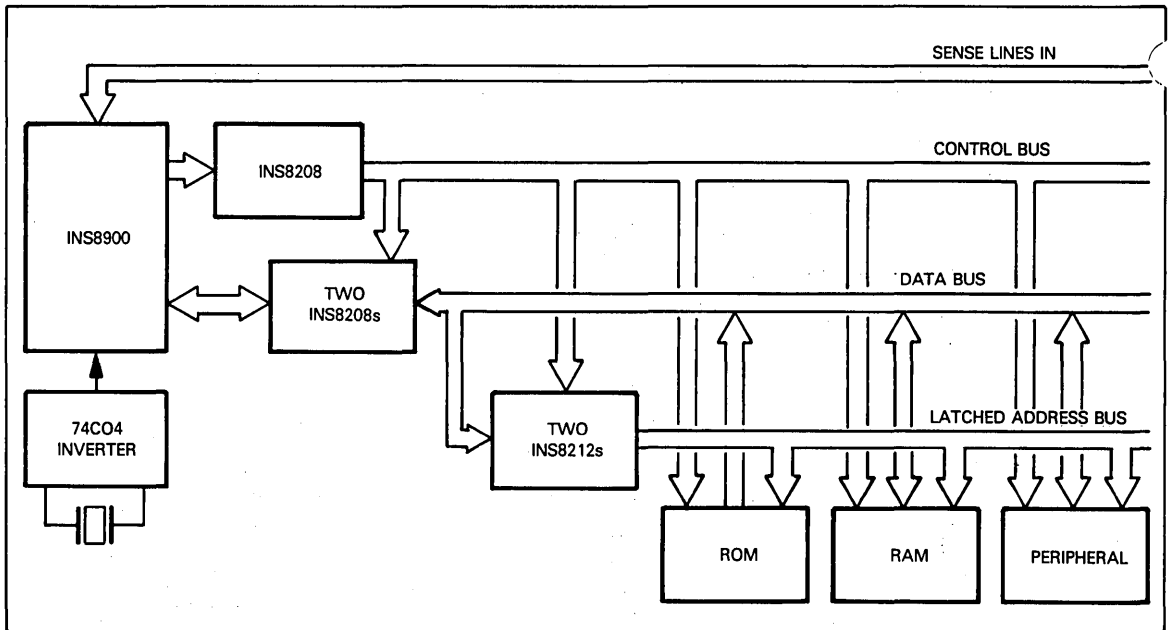 SENSE LINES IN
CONTROL BUS
INS8208
INS8900
DATA BUS
TWO
INS8208s
74CO4
INVERTER
LATCHED ADDRESS BUS
TWO
INS8212s
ROM
RAM
PERIPHERAL